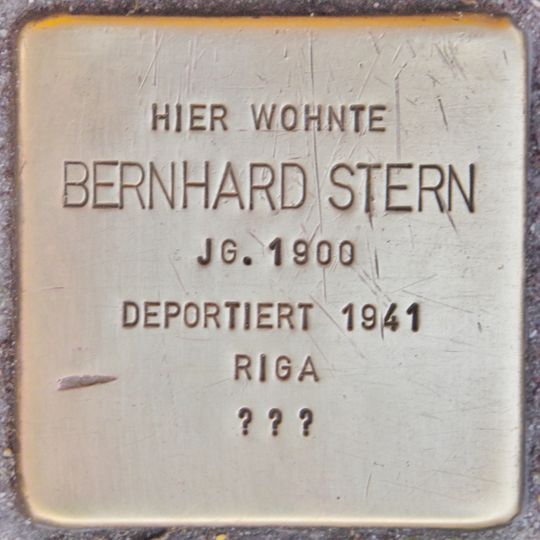 HIER WOHNTE
BERNHARD STERN
JG. 1900
DEPORTIERT 1941
RIGA
? ? ?